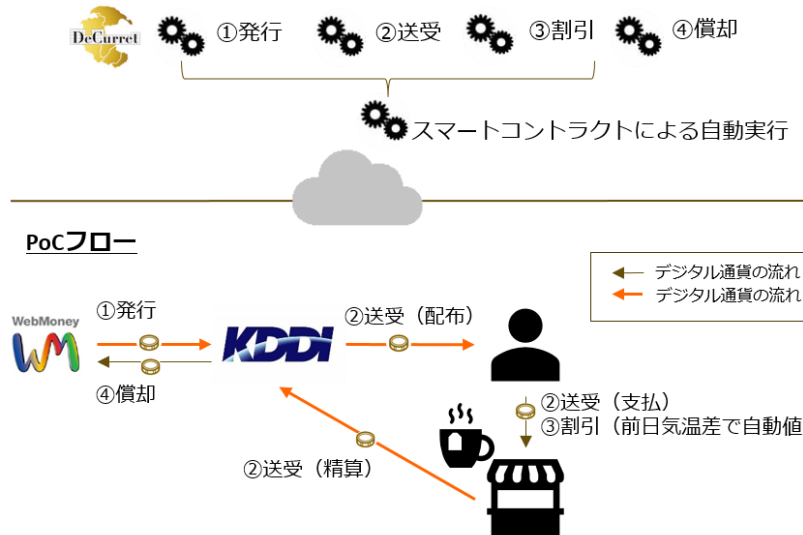 DeCurret
①発行
②送受
③割引
④償却
スマートコントラクトによる自動実行
PoCフロー
デジタル通貨の流れ
デジタル通貨の流れ
WebMoney
WM
①発行
④償却
KDDI
②送受（配布）
②送受（支払）
③割引（前日気温差で自動値
②送受（精算）